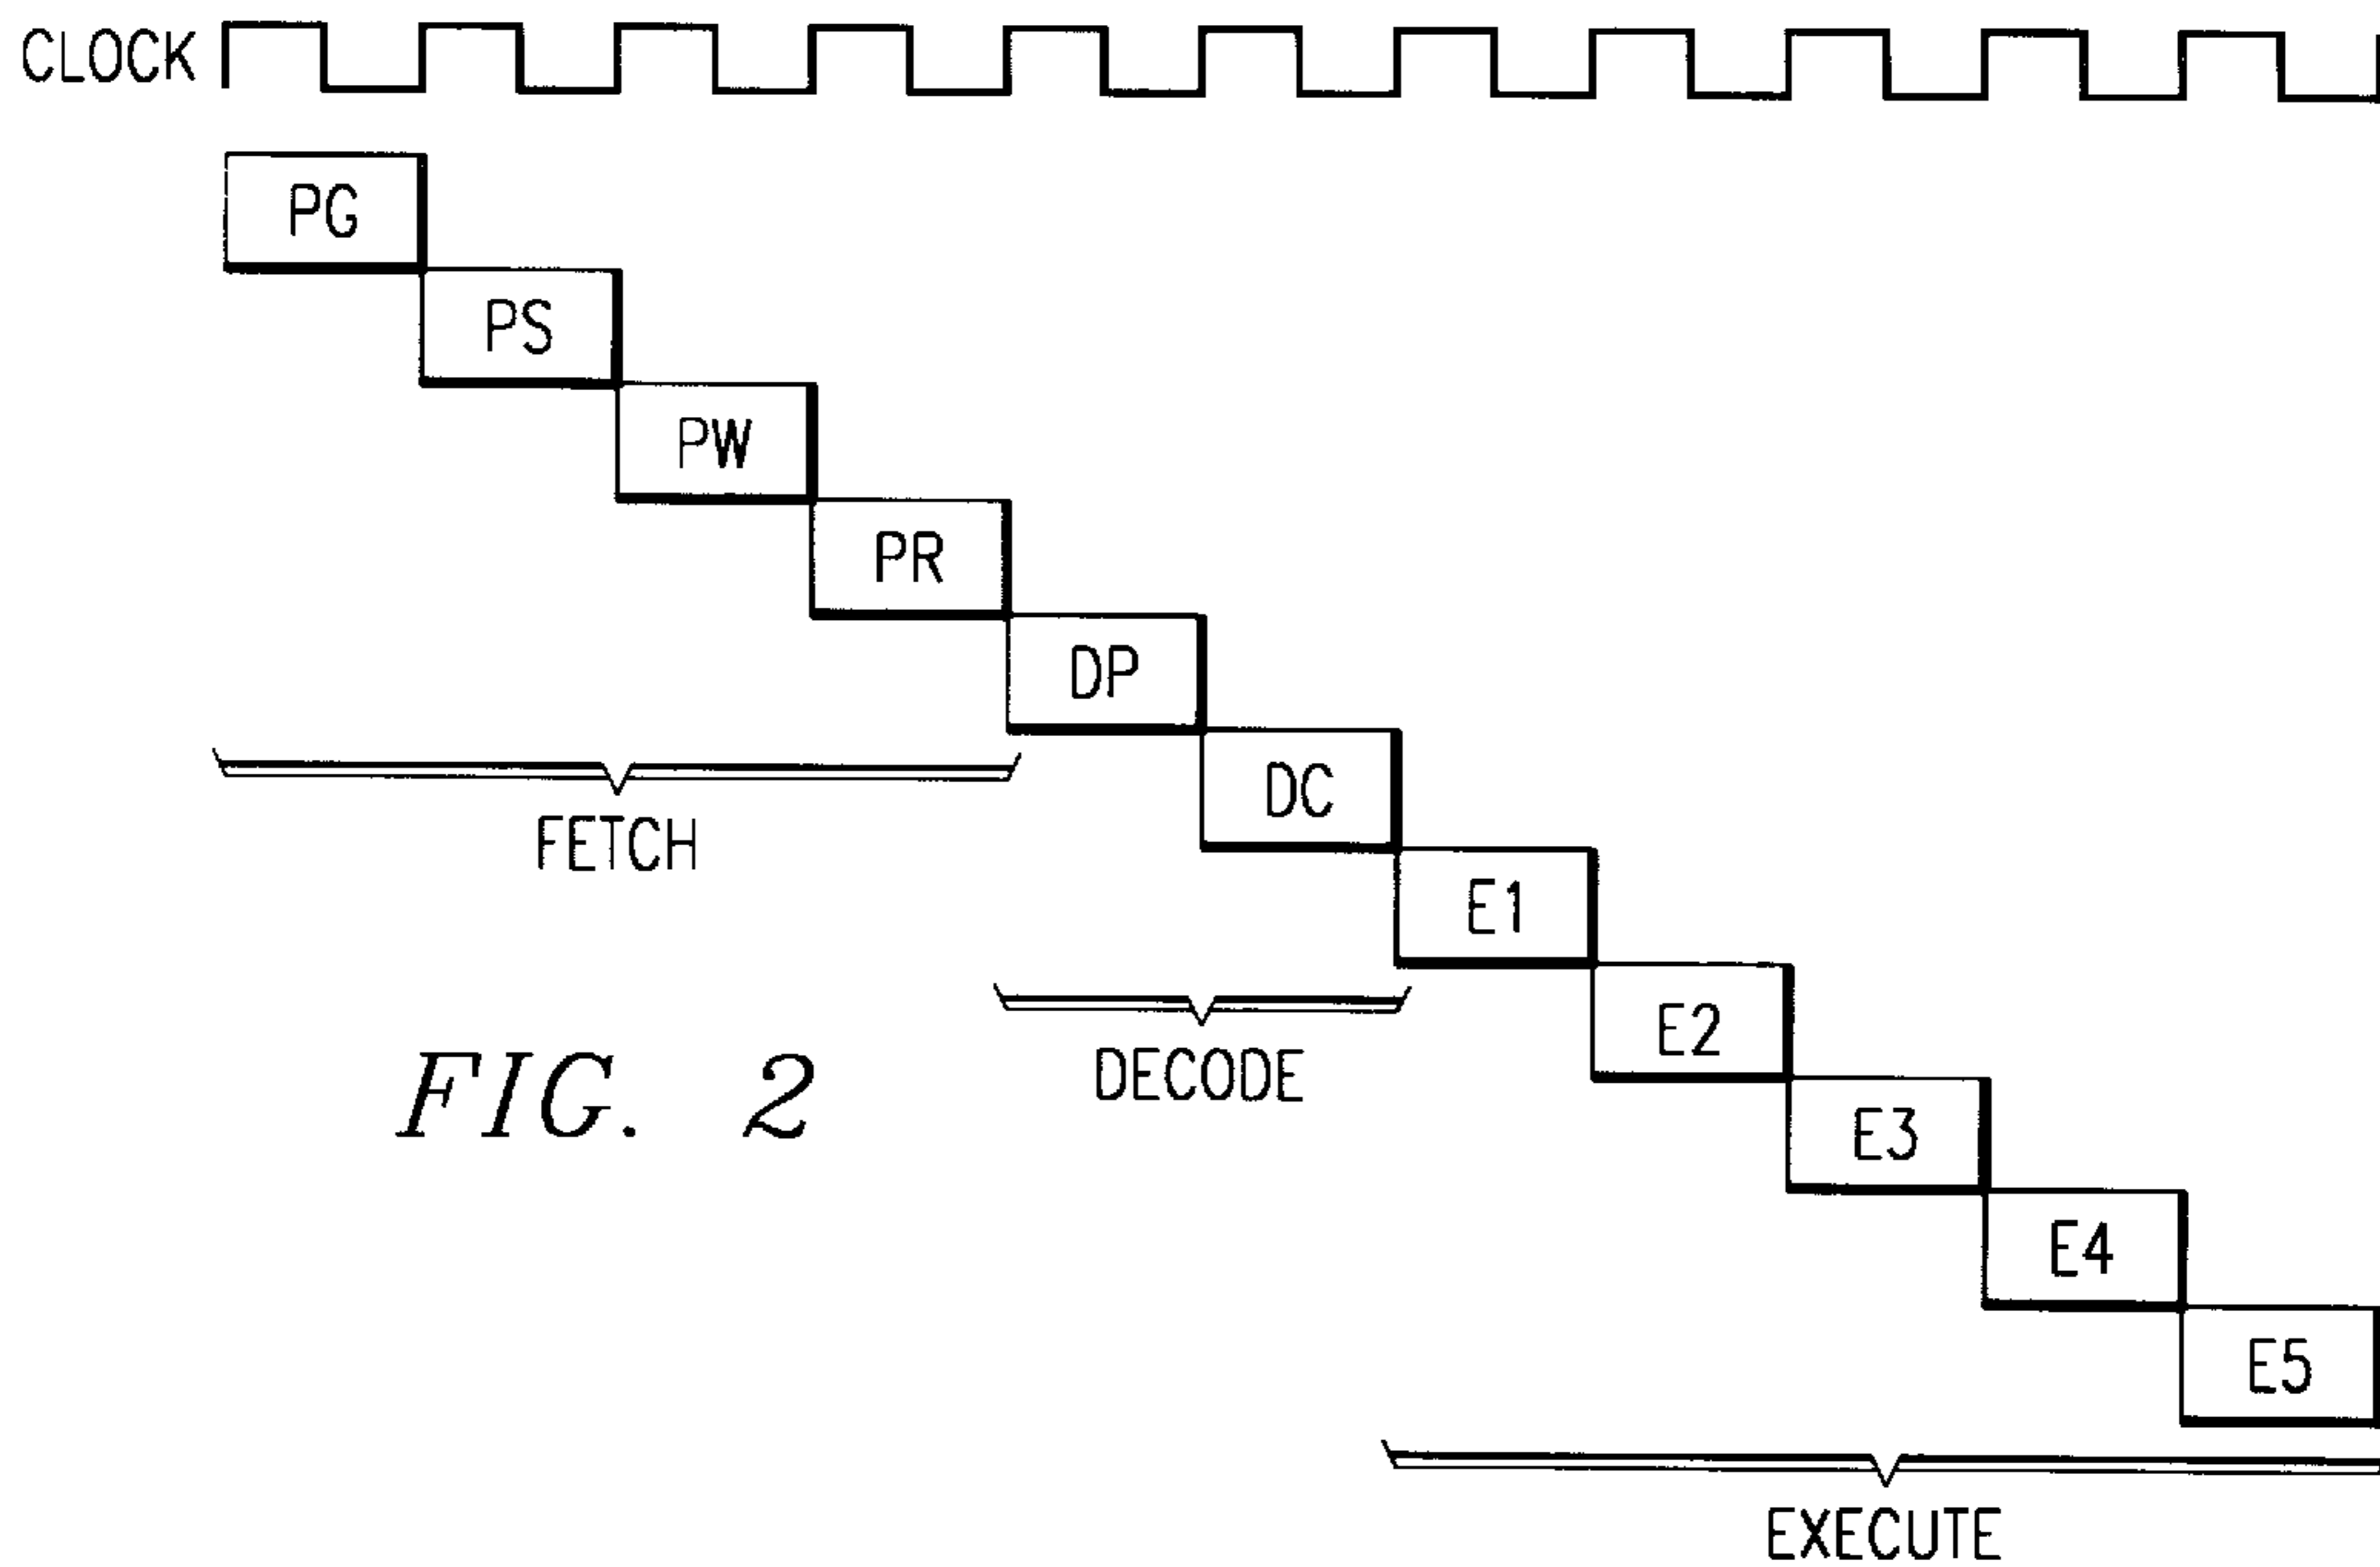 CLOCK
PG
PS
PW
PR
DP
DC
FETCH
E1
E2
DECODE
FIG. 2
E3
E4
E5
EXECUTE